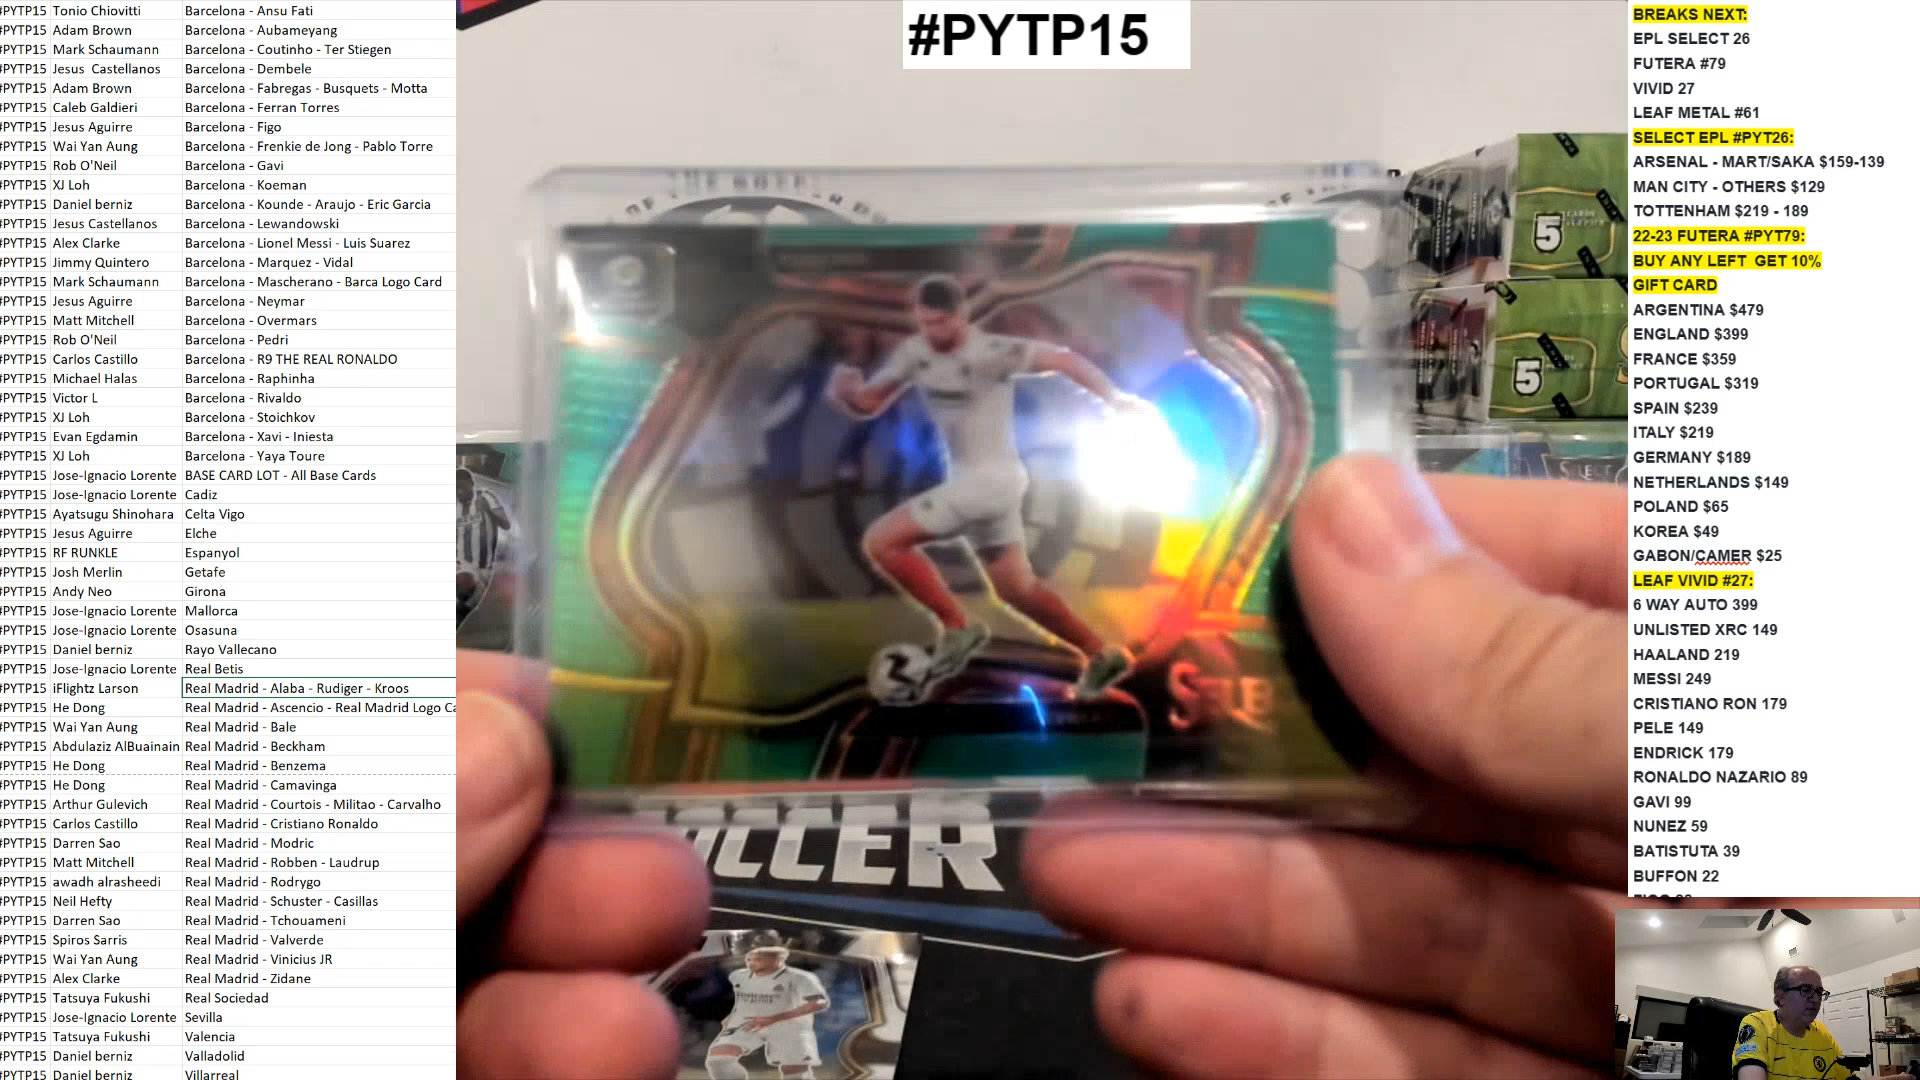 #PYTP15 Tonio Chiovitti Barcelona - Ansu Fati
#PYTP15 Adam Brown Barcelona - Aubameyang
#PYTP15 Mark Schaumann Barcelona - Coutinho - Ter Stiegen
#PYTP15 Jesus Castellanos Barcelona - Dembele
#PYTP15 Adam Brown Barcelona - Fabregas - Busquets - Motta
#PYTP15 Caleb Galdieri Barcelona - Ferran Torres
#PYTP15 Jesus Aguirre Barcelona - Figo
#PYTP15 Wai Yan Aung Barcelona - Frenkie de Jong - Pablo Torre
#PYTP15 Rob O'Neil Barcelona - Gavi
#PYTP15 XJ Loh Barcelona - Koeman
#PYTP15 Daniel berniz Barcelona - Kounde - Araujo - Eric Garcia
#PYTP15 Jesus Castellanos Barcelona - Lewandowski
#PYTP15 Alex Clarke Barcelona - Lionel Messi - Luis Suarez
#PYTP15 Jimmy Quintero Barcelona - Marquez - Vidal
#PYTP15 Mark Schaumann Barcelona - Mascherano - Barca Logo Card
#PYTP15 Jesus Aguirre Barcelona - Neymar
#PYTP15 Matt Mitchell Barcelona - Overmars
#PYTP15 Rob O'Neil Barcelona - Pedri
#PYTP15 Carlos Castillo Barcelona - R9 THE REAL RONALDO
#PYTP15 Michael Halas Barcelona - Raphinha
#PYTP15 Victor L Barcelona - Rivaldo
#PYTP15 XJ Loh Barcelona - Stoichkov
#PYTP15 Evan Egdamin Barcelona - Xavi - Iniesta
#PYTP15 XJ Loh Barcelona - Yaya Toure
#PYTP15 Jose-Ignacio Lorente BASE CARD LOT - All Base Cards
#PYTP15 Jose-Ignacio Lorente Cadiz
#PYTP15 Ayatsugu Shinohara Celta Vigo
#PYTP15 Jesus Aguirre Elche
#PYTP15 RF RUNKLE Espanyol
#PYTP15 Josh Merlin Getafe
#PYTP15 Andy Neo Girona
#PYTP15 Jose-Ignacio Lorente Mallorca
#PYTP15 Jose-Ignacio Lorente Osasuna
#PYTP15 Daniel berniz Rayo Vallecano
#PYTP15 Jose-Ignacio Lorente Real Betis
#PYTP15 iFlightz Larson Real Madrid - Alaba - Rudiger - Kroos
#PYTP15 He Dong Real Madrid - Ascencio - Real Madrid Logo Ca
#PYTP15 Wai Yan Aung Real Madrid - Bale
#PYTP15 Abdulaziz AlBuainain Real Madrid - Beckham
#PYTP15 He Dong Real Madrid - Benzema
#PYTP15 He Dong Real Madrid - Camavinga
#PYTP15 Arthur Gulevich Real Madrid - Courtois - Militao - Carvalho
#PYTP15 Carlos Castillo Real Madrid - Cristiano Ronaldo
#PYTP15 Darren Sao Real Madrid - Modric
#PYTP15 Matt Mitchell Real Madrid - Robben - Laudrup
#PYTP15 awadh alrasheedi Real Madrid - Rodrygo
#PYTP15 Neil Hefty Real Madrid - Schuster - Casillas
#PYTP15 Darren Sao Real Madrid - Tchouameni
#PYTP15 Spiros Sarris Real Madrid - Valverde
#PYTP15 Wai Yan Aung Real Madrid - Vinicius JR
#PYTP15 Alex Clarke Real Madrid - Zidane
#PYTP15 Tatsuya Fukushi Real Sociedad
#PYTP15 Jose-Ignacio Lorente Sevilla
#PYTP15 Tatsuya Fukushi Valencia
#PYTP15 Daniel berniz Valladolid
#PYTP15 Daniel berniz Villarreal
#PYTP15
5
5
SELE
CCER
BREAKS NEXT:
EPL SELECT 26
FUTERA #79
VIVID 27
LEAF METAL #61
SELECT EPL #PYT26:
ARSENAL - MART/SAKA $159-139
MAN CITY - OTHERS $129
TOTTENHAM $219 - 189
22-23 FUTERA #PYT79:
BUY ANY LEFT GET 10%
GIFT CARD
ARGENTINA $479
ENGLAND $399
FRANCE $359
PORTUGAL $319
SPAIN $239
ITALY $219
GERMANY $189
NETHERLANDS $149
POLAND $65
KOREA $49
GABON/CAMER $25
LEAF VIVID #27:
6 WAY AUTO 399
UNLISTED XRC 149
HAALAND 219
MESSI 249
CRISTIANO RON 179
PELE 149
ENDRICK 179
RONALDO NAZARIO 89
GAVI 99
NUNEZ 59
BATISTUTA 39
BUFFON 22